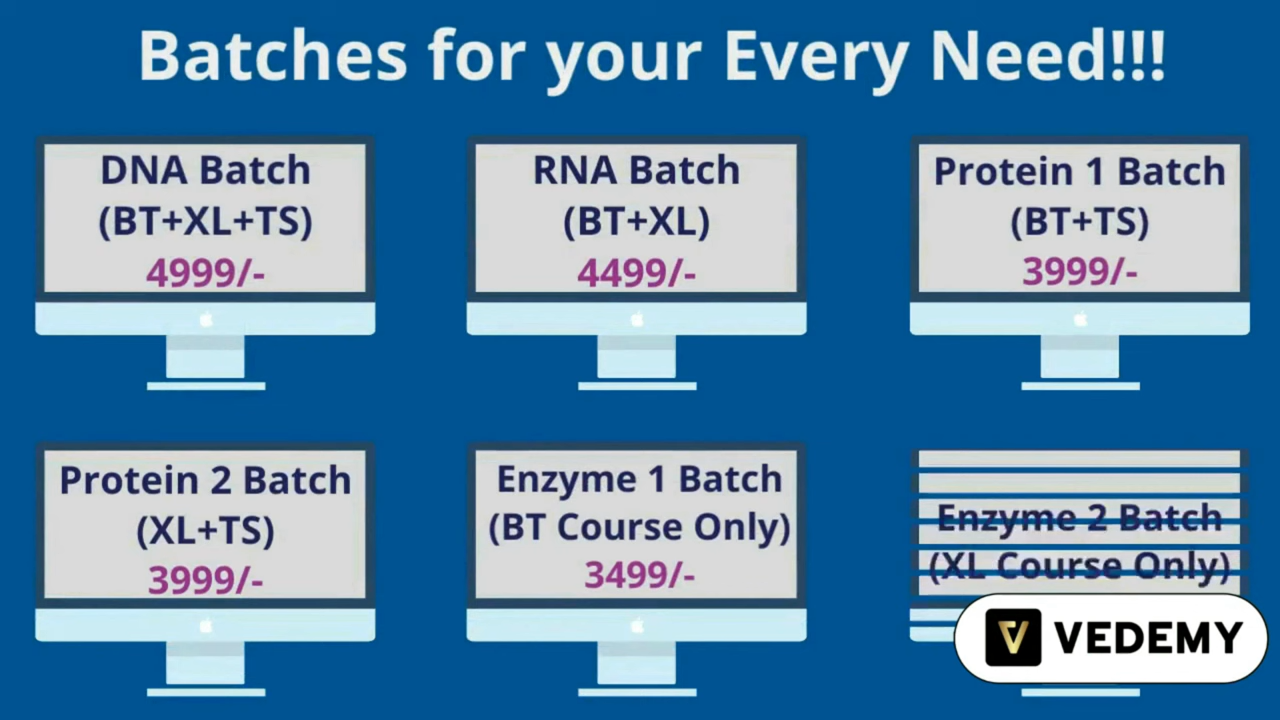 Batches for your Every Need!!!
DNA Batch
(BT+XL+TS)
4999/-
RNA Batch
(BT+XL)
4499/-
Protein 1 Batch
(BT+TS)
3999/-
Protein 2 Batch
(XL+TS)
3999/-
Enzyme 1 Batch
(BT Course Only)
3499/-
Enzyme 2 Batch
(XL Course Only)
VEDEMY